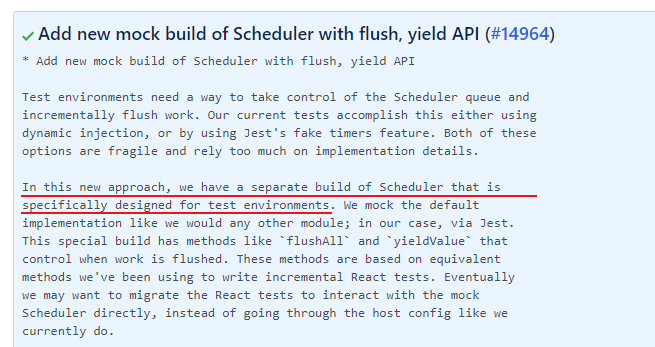 Add new mock build of Scheduler with flush, yield API (#14964)
* Add new mock build of Scheduler with flush, yield API
Test environments need a way to take control of the Scheduler queue and
incrementally flush work. Our current tests accomplish this either using
dynamic injection, or by using Jest's fake timers feature. Both of these
options are fragile and rely too much on implementation details.
In this new approach, we have a separate build of Scheduler that is
specifically designed for test environments. We mock the default
implementation like we would any other module; in our case, via Jest.
This special build has methods like `flushAll` and `yieldValue` that
control when work is flushed. These methods are based on equivalent
methods we've been using to write incremental React tests. Eventually
we may want to migrate the React tests to interact with the mock
Scheduler directly, instead of going through the host config like we
currently do.